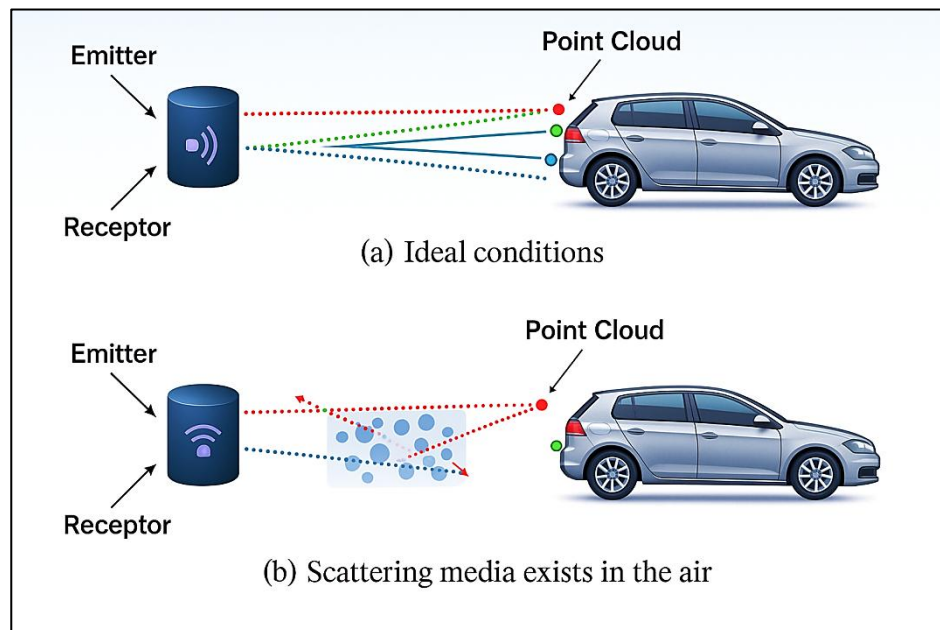 Point Cloud
Emitter
Receptor
(a) Ideal conditions
Point Cloud
Emitter
Receptor
(b) Scattering media exists in the air